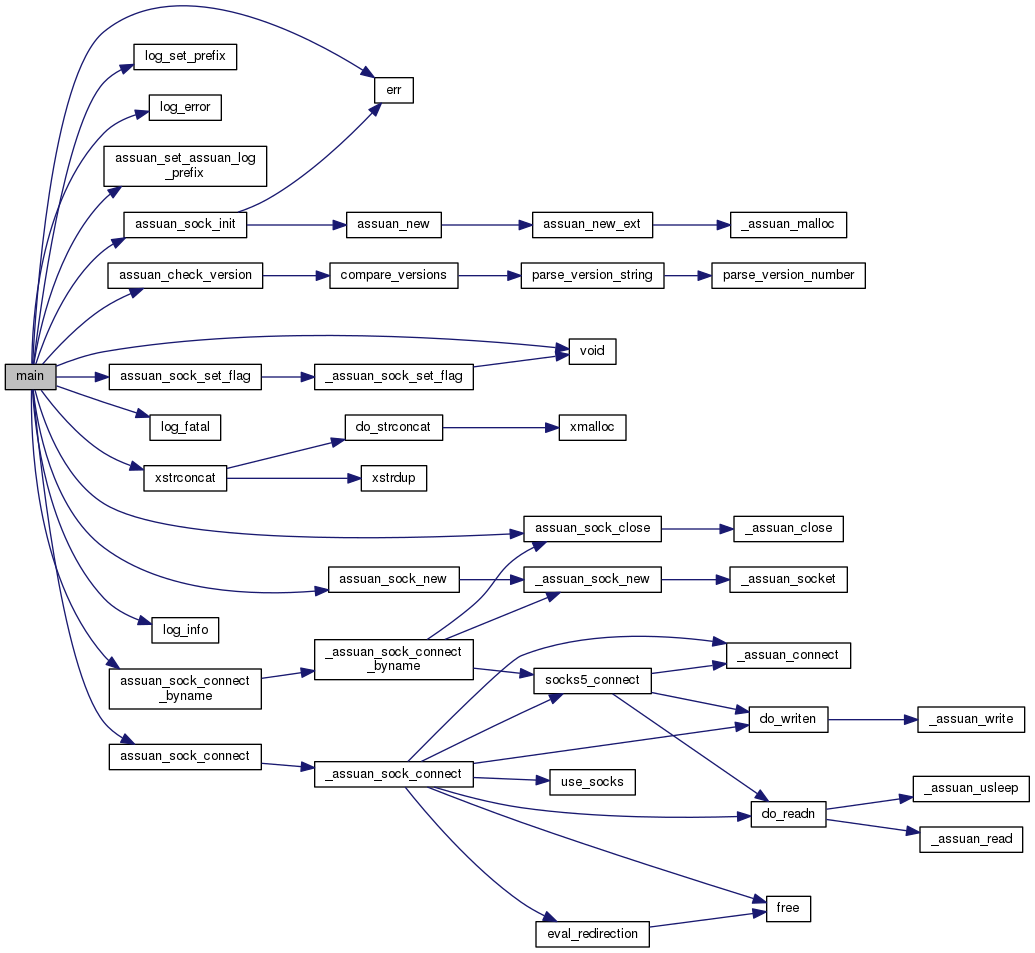 log_set_prefix
err
log_error
assuan_set_assuan_log
_prefix
assuan_sock_init
assuan_new
assuan_new_ext
_assuan_malloc
assuan_check_version
compare_versions
parse_version_string
parse_version_number
void
main
assuan_sock_set_flag
_assuan_sock_set_flag
log_fatal
do_strconcat
xmalloc
xstrconcat
xstrdup
assuan_sock_close
_assuan_close
assuan_sock_new
_assuan_sock_new
_assuan_socket
log_info
_assuan_sock_connect
_byname
_assuan_connect
assuan_sock_connect
_byname
socks5_connect
do_writen
_assuan_write
assuan_sock_connect
_assuan_sock_connect
use_socks
_assuan_usleep
do_readn
_assuan_read
free
eval_redirection